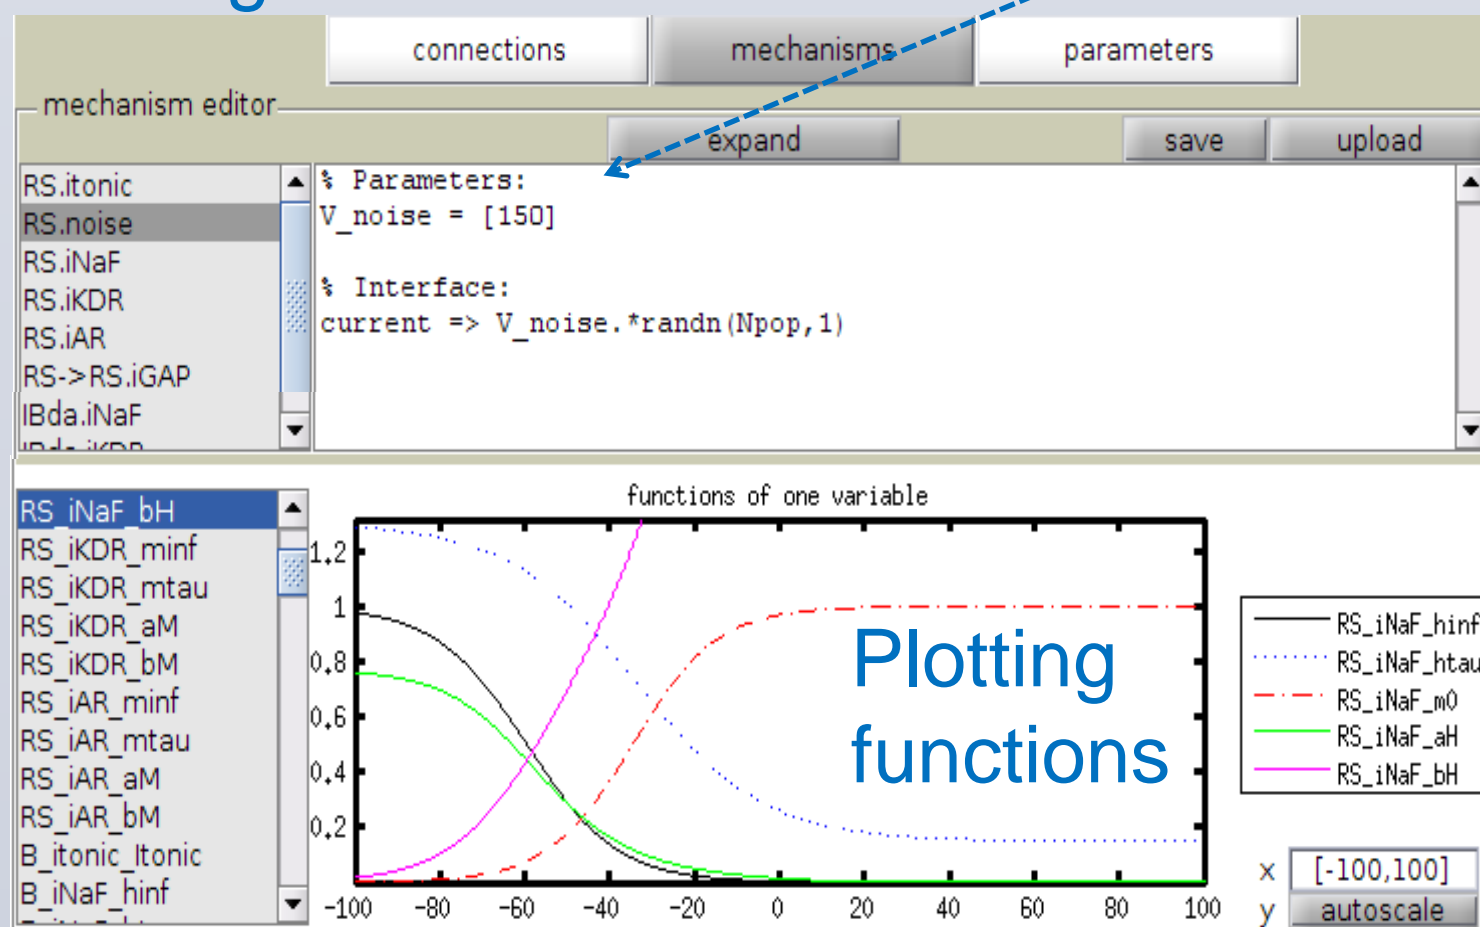 connections mechanisms parameters
mechanism editor
expand save upload
RS.itonic
RS.noise
RS.iNaF
RS.iKDR
RS.iAR
RS->RS.iGAP
IBda.iNaF
% Parameters:
V_noise = [150]
% Interface:
current => V_noise.*randn(Npop,1)
RS_iNaF_bH
RS_iKDR_minf
RS_iKDR_mtau
RS_iKDR_aM
RS_iKDR_bM
RS_iAR_minf
RS_iAR_mtau
RS_iAR_aM
RS_iAR_bM
B_itonic_Itonic
B_iNaF_hinf
functions of one variable
1.2
1
0.8
0.6
0.4
0.2
-100 -80 -60 -40 -20 0 20 40 60 80 100
Plotting
functions
RS_iNaF_hinf
RS_iNaF_htau
RS_iNaF_m0
RS_iNaF_aH
RS_iNaF_bH
x [-100,100]
y autoscale